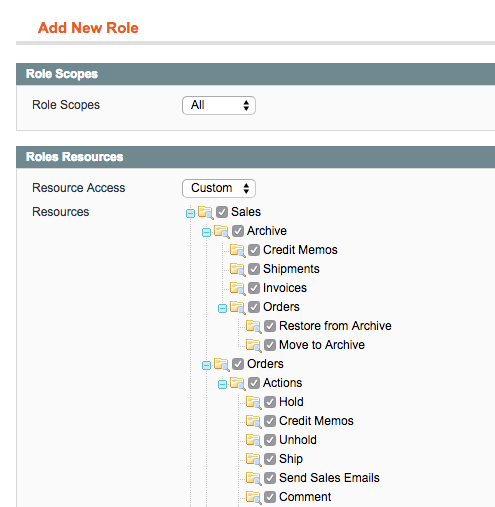 Add New Role
Role Scopes
Role Scopes All
Roles Resources
Resource Access Custom
Resources Sales
Archive
Credit Memos
Shipments
Invoices
Orders
Restore from Archive
Move to Archive
Orders
Actions
Hold
Credit Memos
Unhold
Ship
Send Sales Emails
Comment